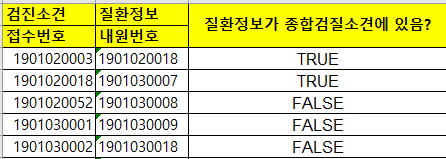 검진소견 질환정보 질환정보가 종합검질소견에 있음?
접수번호 내원번호
1901020003 1901020018 TRUE
1901020018 1901030007 TRUE
1901020052 1901030008 FALSE
1901030001 1901030009 FALSE
1901030002 1901030018 FALSE